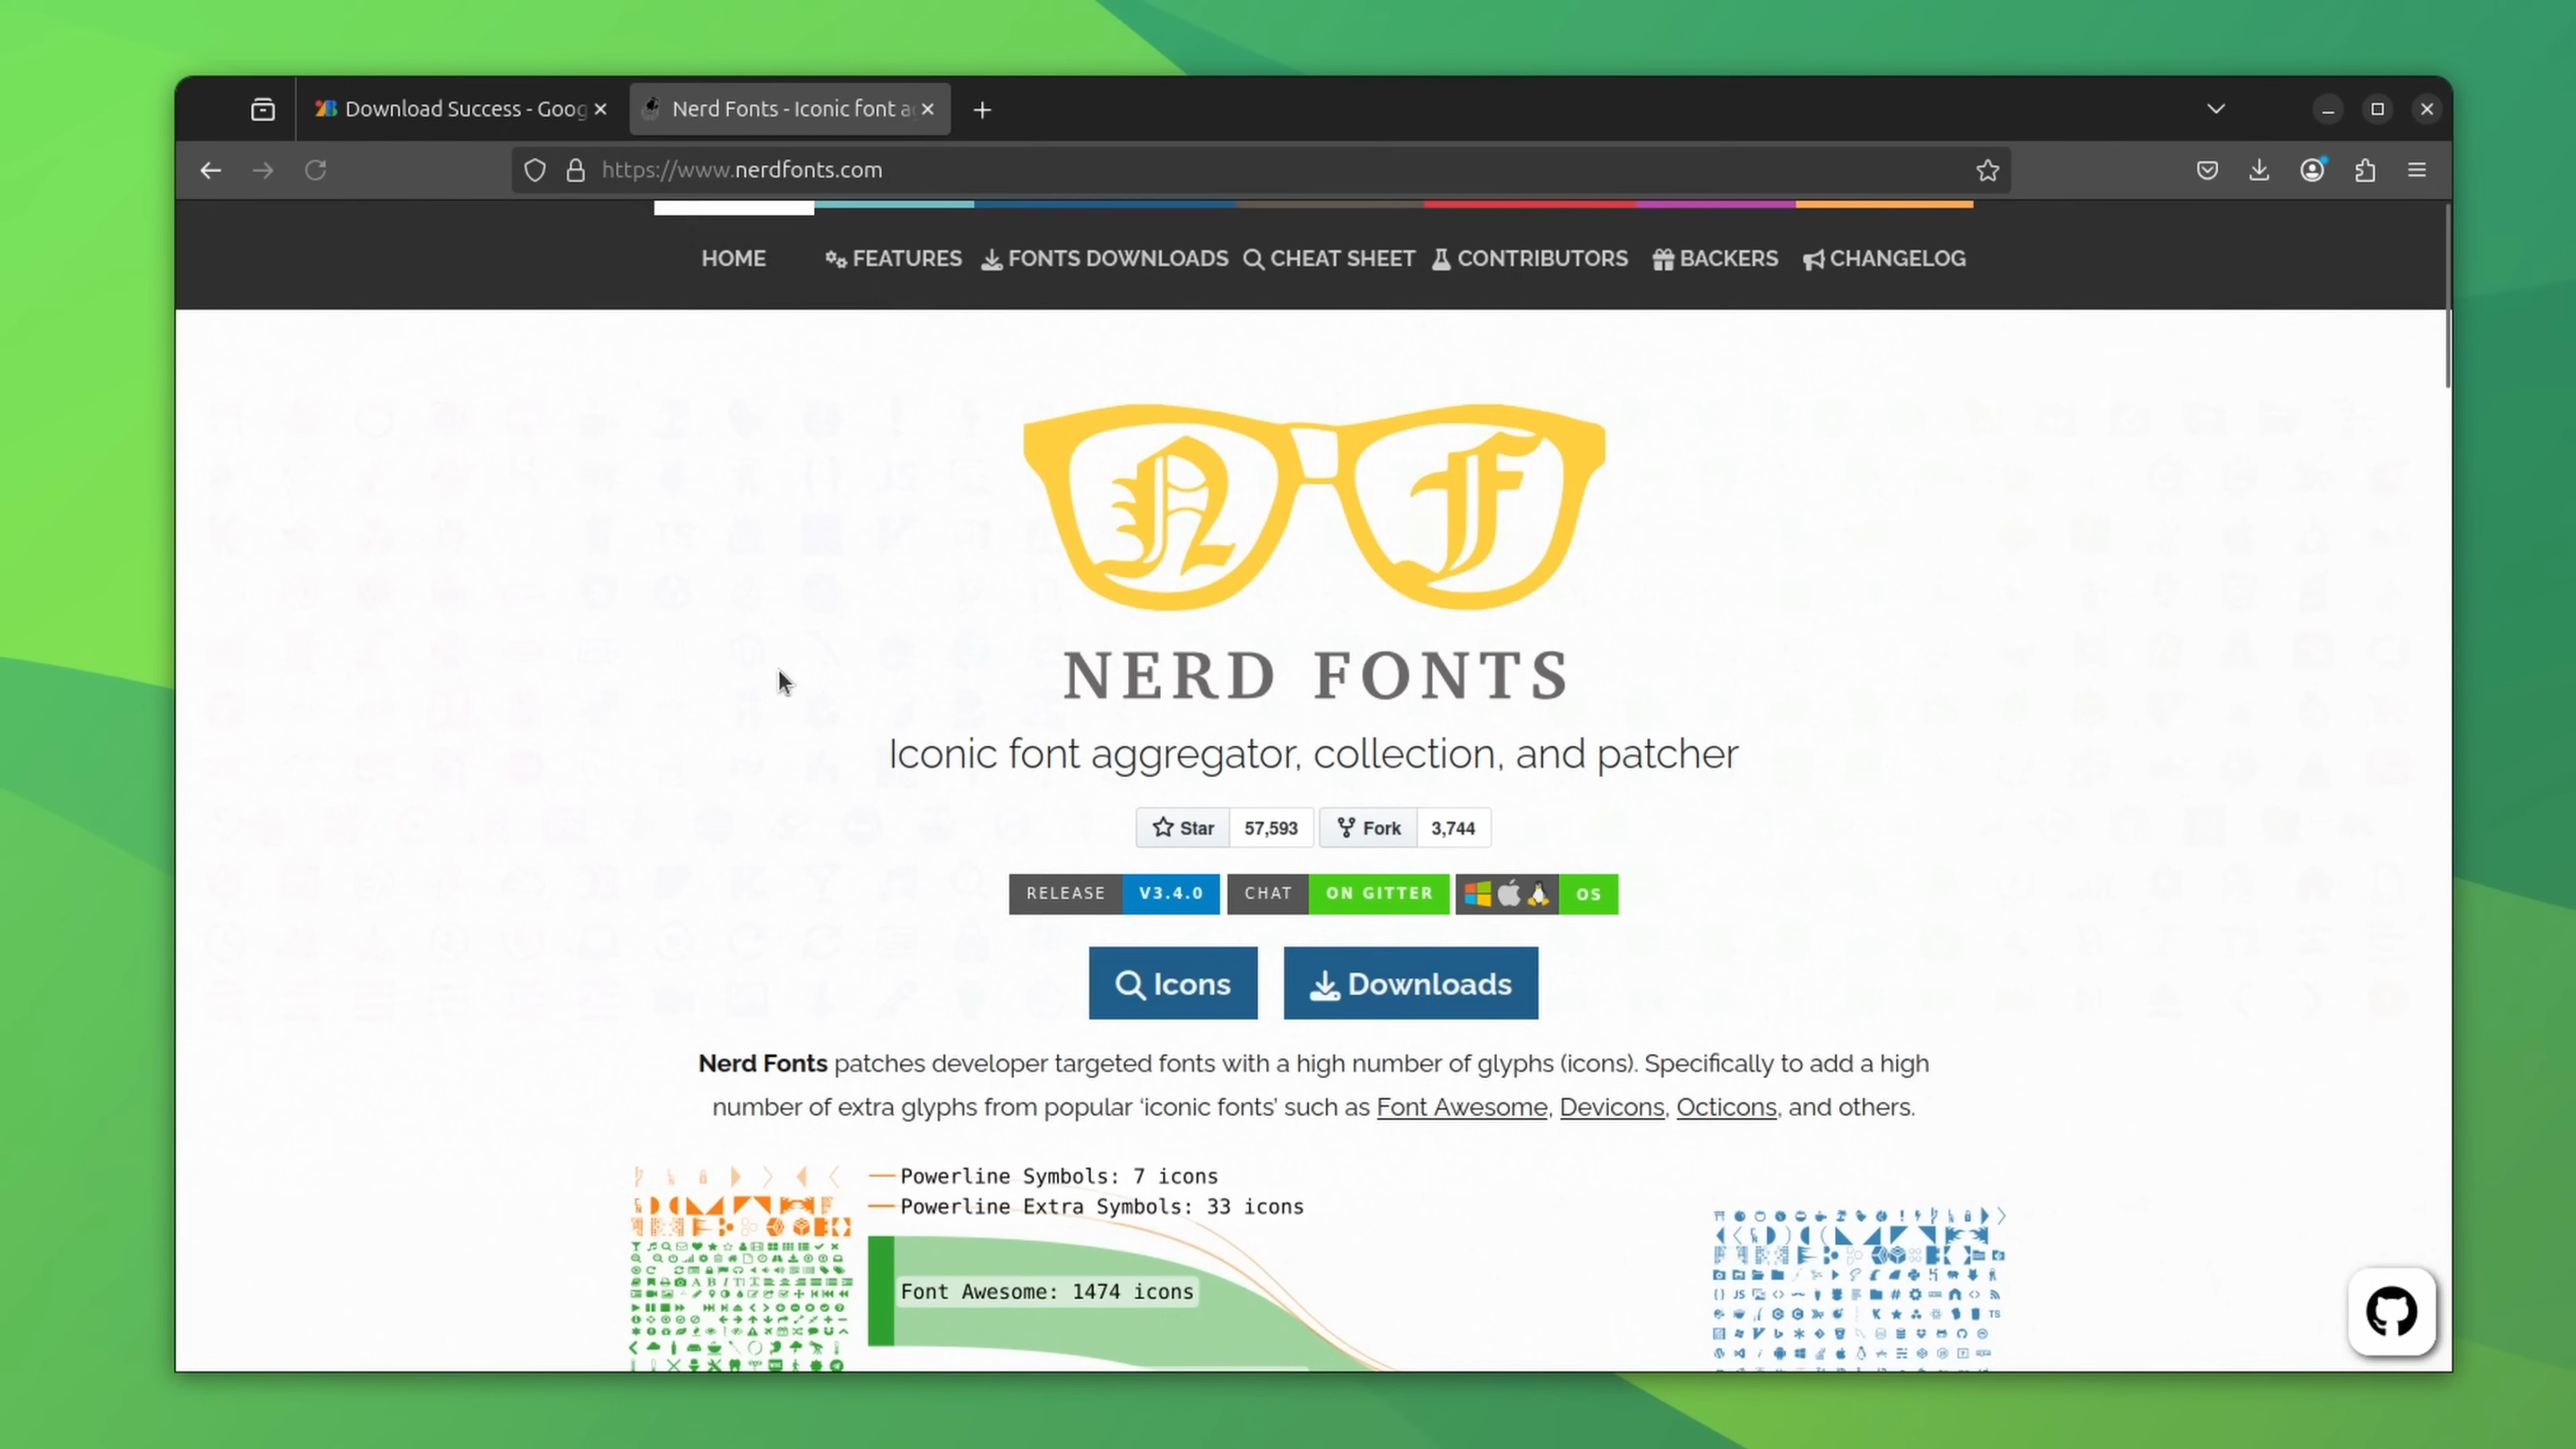 Download Success - Goog
Nerd Fonts - Iconic font a
https://www.nerdfonts.com
HOME FEATURES FONTS DOWNLOADS CHEAT SHEET CONTRIBUTORS BACKERS CHANGELOG
N F
NERD FONTS
Iconic font aggregator, collection, and patcher
Star 57,593 Fork 3,744
RELEASE V3.4.0 CHAT ON GITTER OS
Icons Downloads
Nerd Fonts patches developer targeted fonts with a high number of glyphs (icons). Specifically to add a high
number of extra glyphs from popular ‘iconic fonts’ such as Font Awesome, Devicons, Octicons, and others.
Powerline Symbols: 7 icons
Powerline Extra Symbols: 33 icons
Font Awesome: 1474 icons